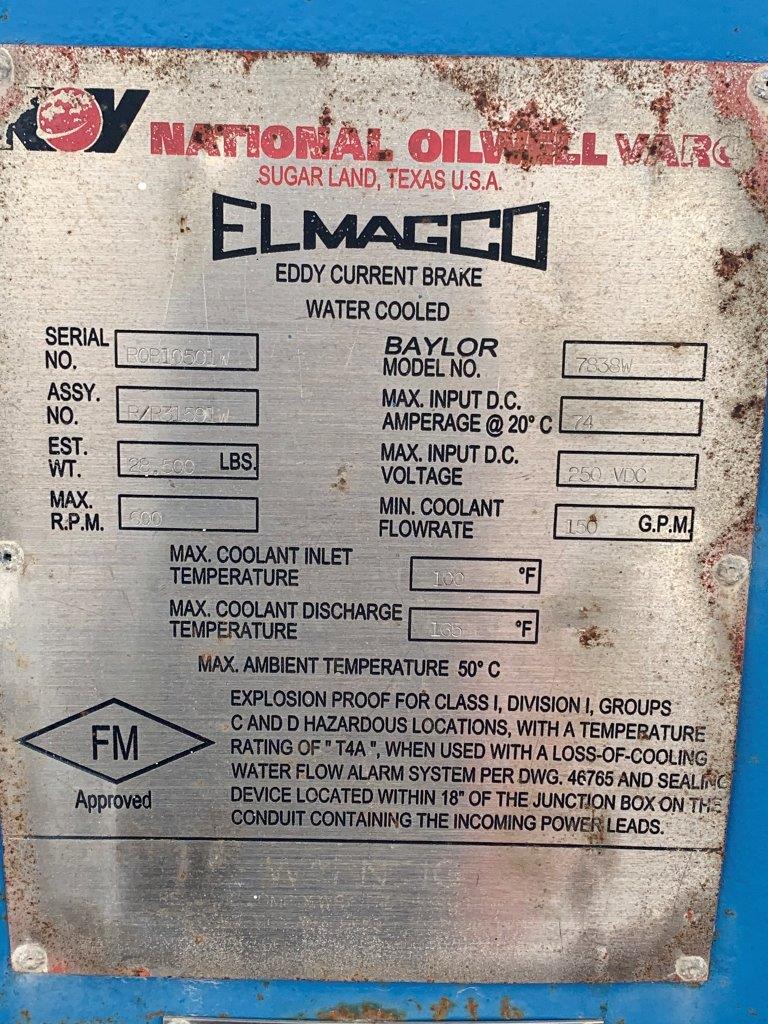 NOV NATIONAL OILWELL VARCO
SUGAR LAND, TEXAS U.S.A.
ELMAGCO
EDDY CURRENT BRAKE
WATER COOLED
SERIAL NO.
BAYLOR MODEL NO. 7838W
ASSY. NO.
MAX. INPUT D.C. AMPERAGE @ 20° C 74
EST. WT. 28,500 LBS.
MAX. INPUT D.C. VOLTAGE 250 VDC
MAX. R.P.M. 600
MIN. COOLANT FLOWRATE 150 G.P.M.
MAX. COOLANT INLET TEMPERATURE 100 °F
MAX. COOLANT DISCHARGE TEMPERATURE 165 °F
MAX. AMBIENT TEMPERATURE 50° C
FM
Approved
EXPLOSION PROOF FOR CLASS I, DIVISION I, GROUPS
C AND D HAZARDOUS LOCATIONS, WITH A TEMPERATURE
RATING OF " T4A ", WHEN USED WITH A LOSS-OF-COOLING
WATER FLOW ALARM SYSTEM PER DWG. 46765 AND SEALING
DEVICE LOCATED WITHIN 18" OF THE JUNCTION BOX ON THE
CONDUIT CONTAINING THE INCOMING POWER LEADS.